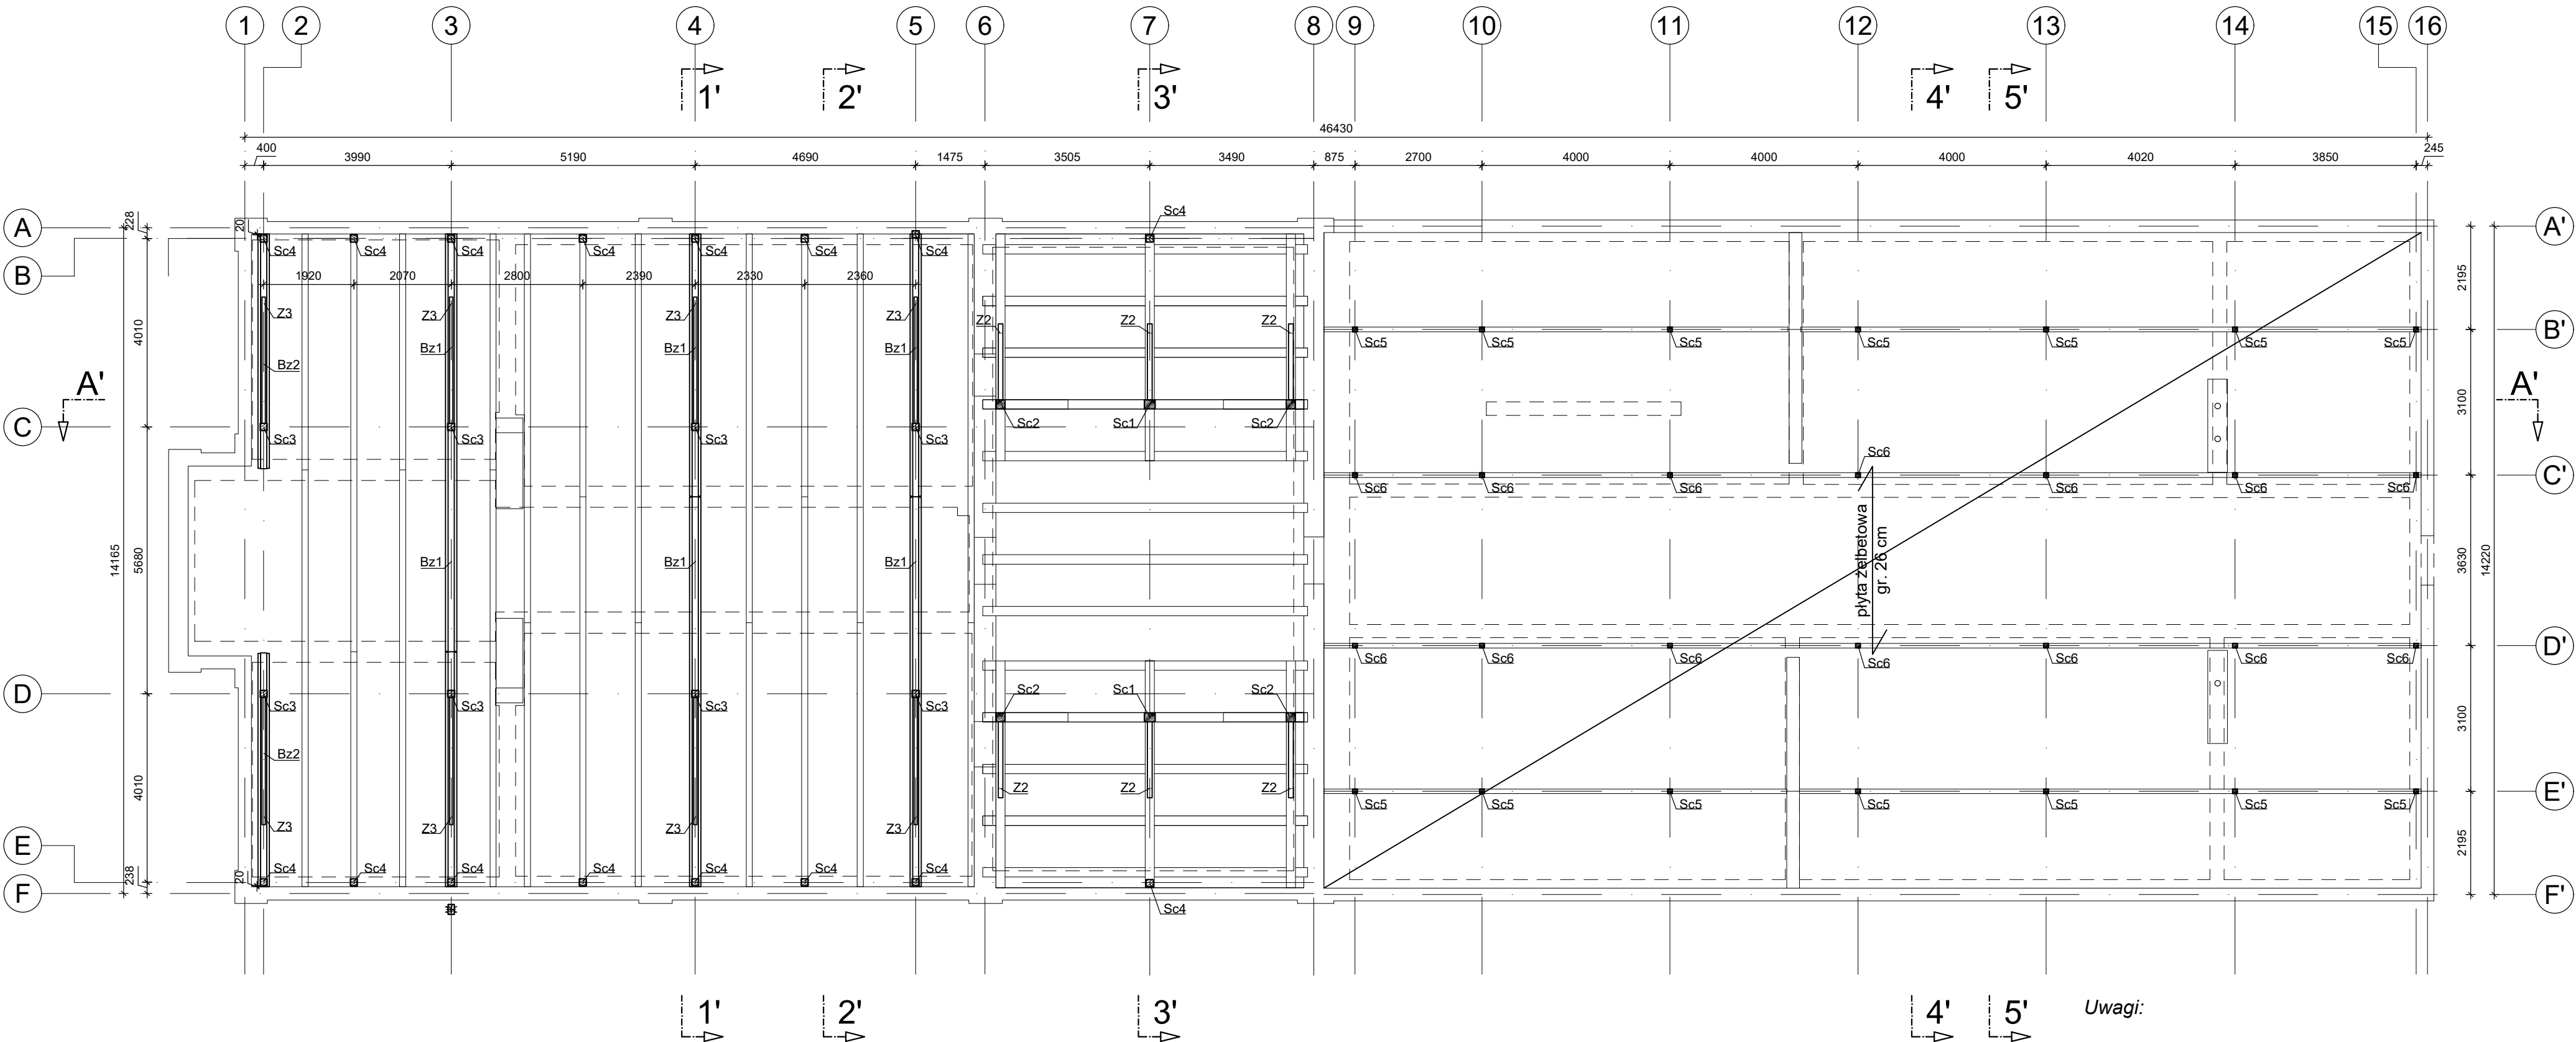 1 2 3 4 5 6 7 8 9 10 11 12 13 14 15 16
1' 2' 3' 4' 5'
46430
400 3990 5190 4690 1475 3505 3490 875 2700 4000 4000 4000 4020 3850 245
Sc4
A 228 20 A'
Sc4 Sc4 Sc4 Sc4 Sc4 Sc4 Sc4
B
1920 2070 2800 2390 2330 2360 2195
Z3 Z3 Z3 Z3 Z2 Z2 Z2
4010 B'
Sc5 Sc5 Sc5 Sc5 Sc5 Sc5 Sc5
Bz2 Bz1 Bz1 Bz1
A' 3100 A'
Sc2 Sc1 Sc2
C
Sc3 Sc3 Sc3 Sc3
Sc6
C'
Sc6 Sc6 Sc6 Sc6 Sc6 Sc6
płyta żelbetowa
gr. 26 cm
14165 5680 Bz1 Bz1 Bz1 3630 14220
D'
Sc6 Sc6 Sc6 Sc6 Sc6 Sc6 Sc6
D
Sc2 Sc1 Sc2
Sc3 Sc3 Sc3 Sc3
3100
Bz2
4010 Z2 Z2 Z2 E'
Sc5 Sc5 Sc5 Sc5 Sc5 Sc5 Sc5
Z3 Z3 Z3 Z3
E 2195
Sc4 Sc4 Sc4 Sc4 Sc4 Sc4 Sc4
238 20
F F'
Sc4
1' 2' 3' 4' 5'
Uwagi: